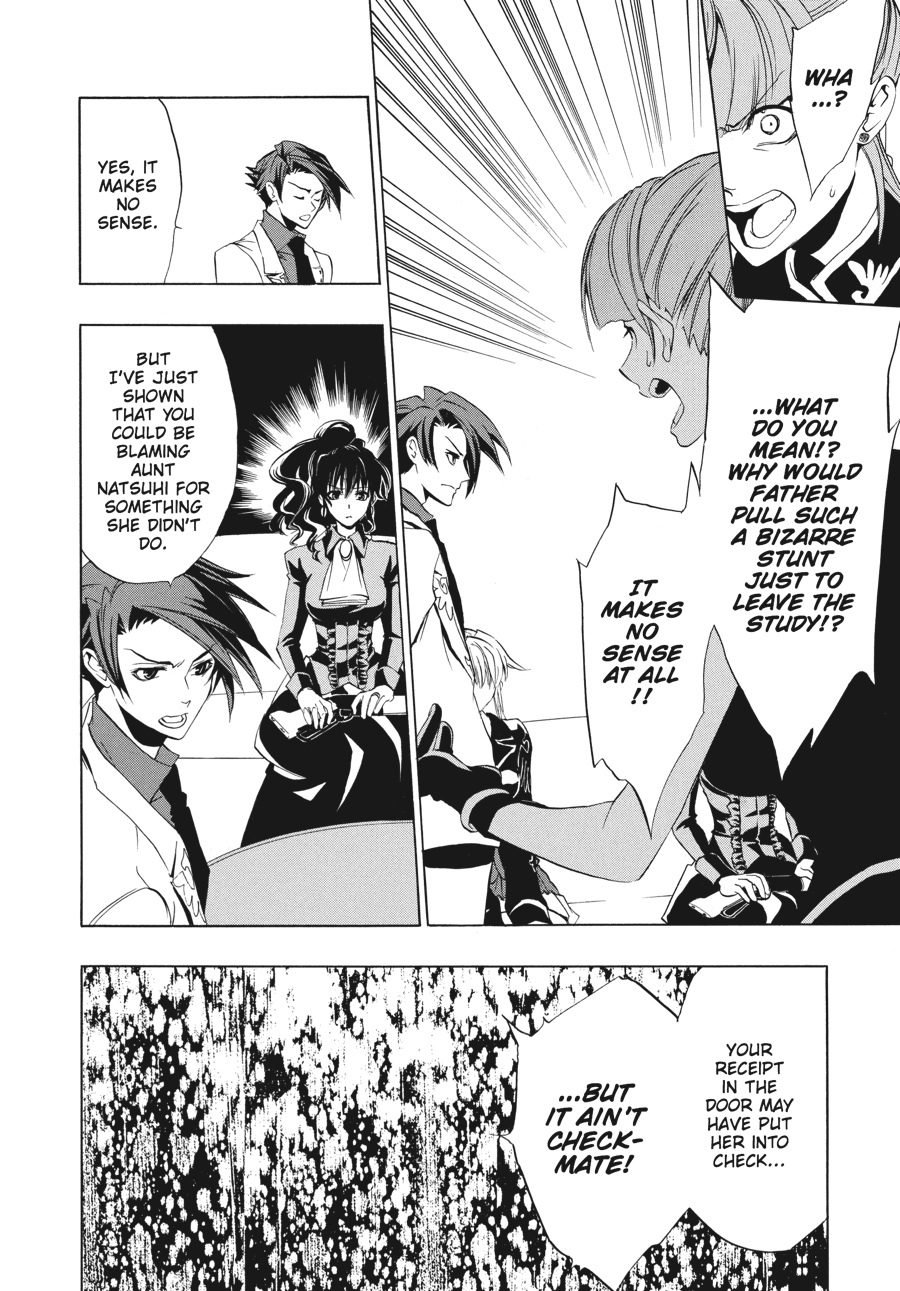 WHA
...?
...WHAT
DO YOU
MEAN!?
WHY WOULD
FATHER
PULL SUCH
A BIZARRE
STUNT
JUST TO
LEAVE THE
STUDY!?
IT
MAKES
NO
SENSE
AT ALL
!!
YES, IT
MAKES
NO
SENSE.
BUT
I'VE JUST
SHOWN
THAT YOU
COULD BE
BLAMING
AUNT
NATSUHI FOR
SOMETHING
SHE DIDN'T
DO.
YOUR
RECEIPT
IN THE
DOOR MAY
HAVE PUT
HER INTO
CHECK...
...BUT
IT AIN'T
CHECK-
MATE!